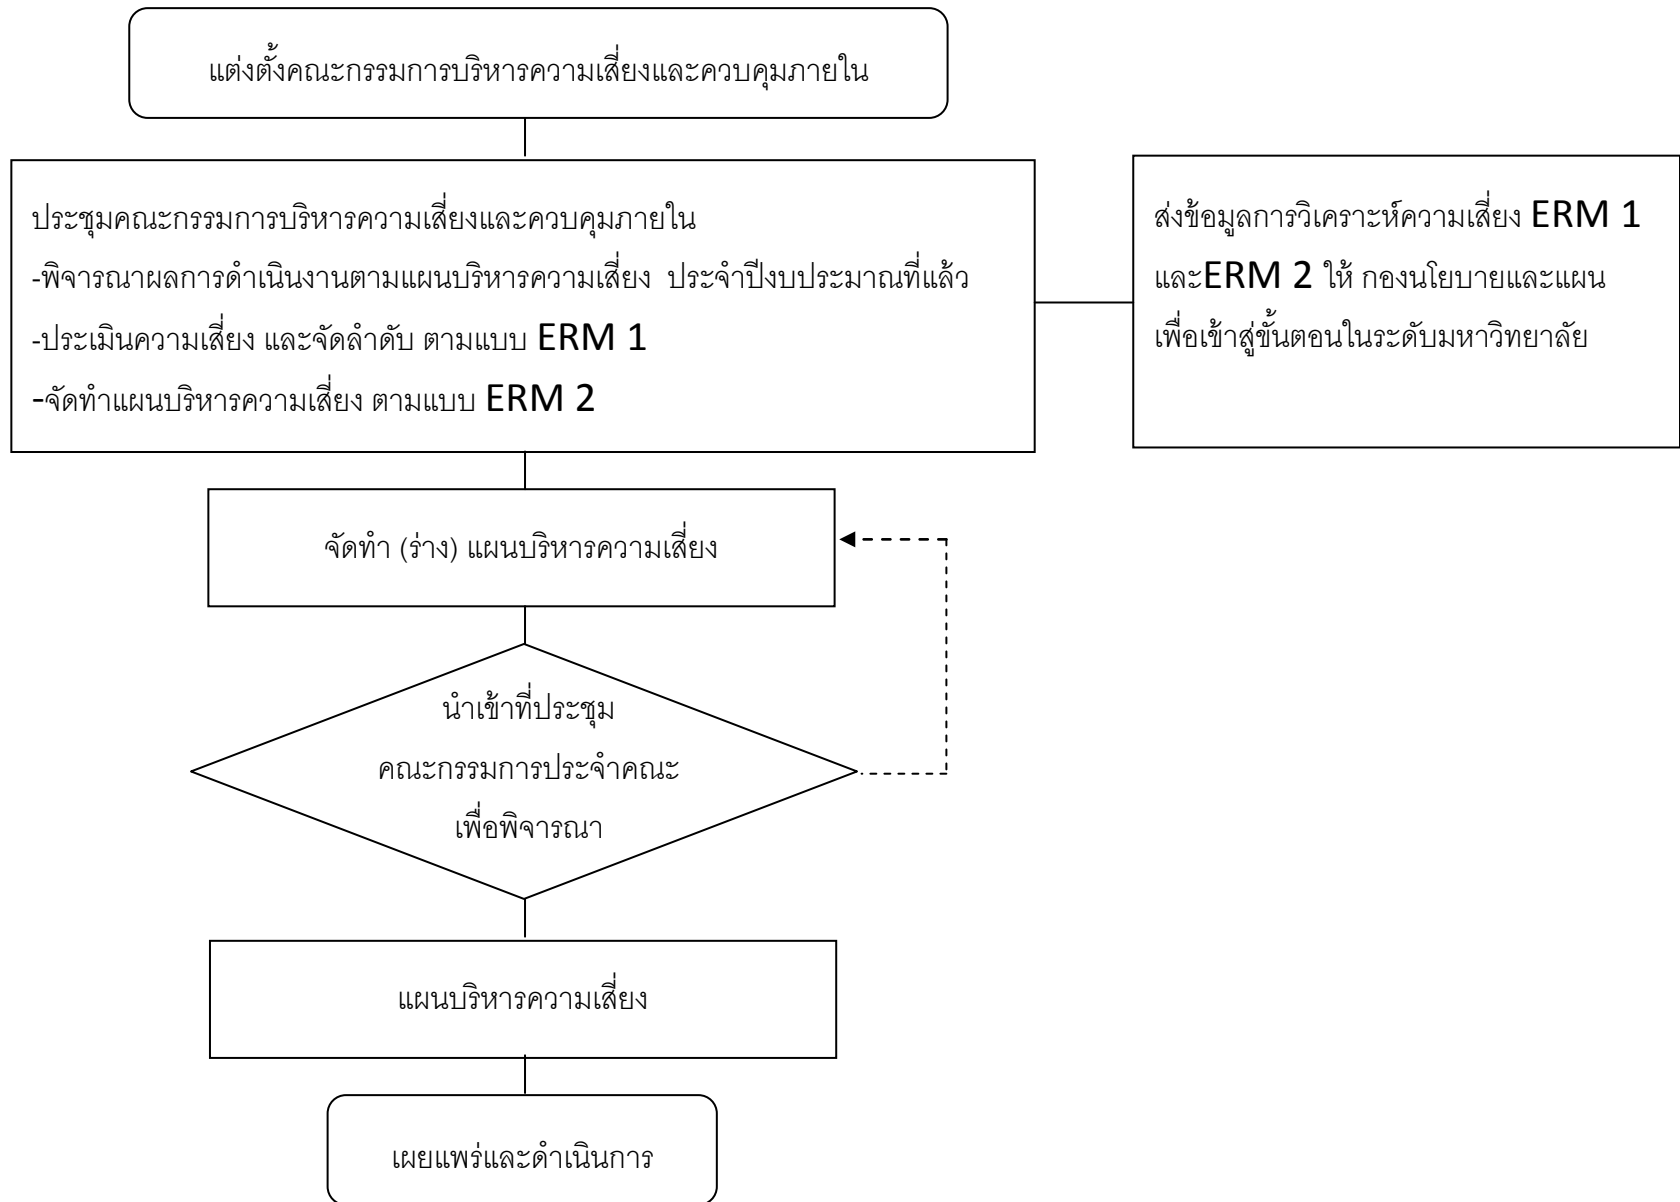 แต่งตั้งคณะกรรมการบริหารความเสี่ยงและควบคุมภายใน
ประชุมคณะกรรมการบริหารความเสี่ยงและควบคุมภายใน
-พิจารณาผลการดำเนินงานตามแผนบริหารความเสี่ยง ประจำปีงบประมาณที่แล้ว
-ประเมินความเสี่ยง และจัดลำดับ ตามแบบ ERM 1
-จัดทำแผนบริหารความเสี่ยง ตามแบบ ERM 2
ส่งข้อมูลการวิเคราะห์ความเสี่ยง ERM 1
และERM 2 ให้ กองนโยบายและแผน
เพื่อเข้าสู่ขั้นตอนในระดับมหาวิทยาลัย
จัดทำ (ร่าง) แผนบริหารความเสี่ยง
นำเข้าที่ประชุม
คณะกรรมการประจำคณะ
เพื่อพิจารณา
แผนบริหารความเสี่ยง
เผยแพร่และดำเนินการ